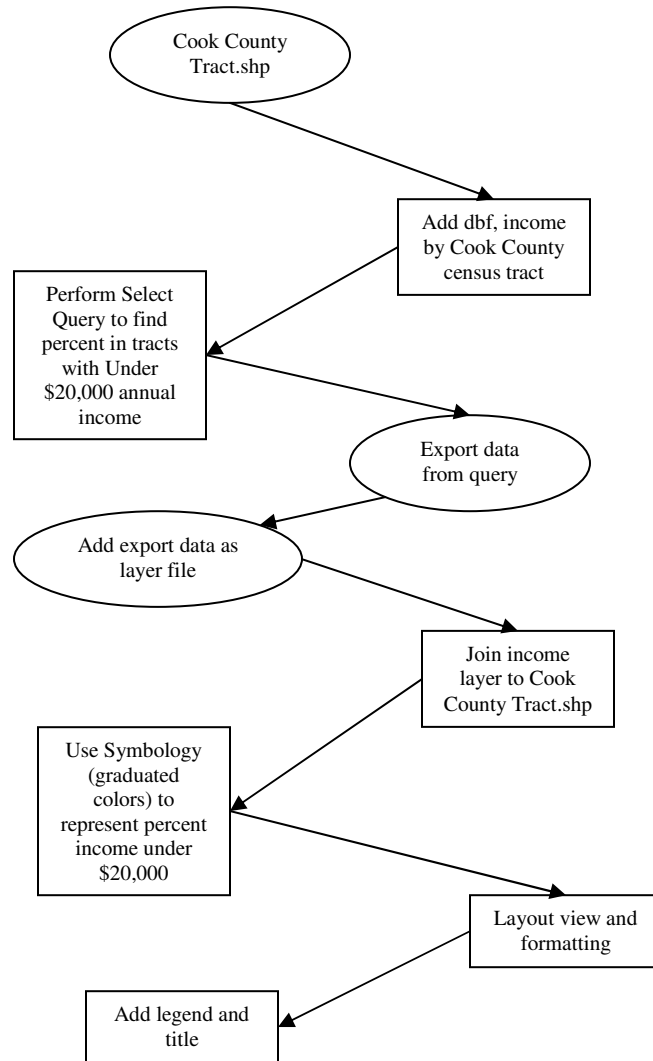 Cook County
Tract.shp
Add dbf, income
by Cook County
census tract
Perform Select
Query to find
percent in tracts
with Under
$20,000 annual
income
Export data
from query
Add export data as
layer file
Join income
layer to Cook
County Tract.shp
Use Symbology
(graduated
colors) to
represent percent
income under
$20,000
Layout view and
formatting
Add legend and
title